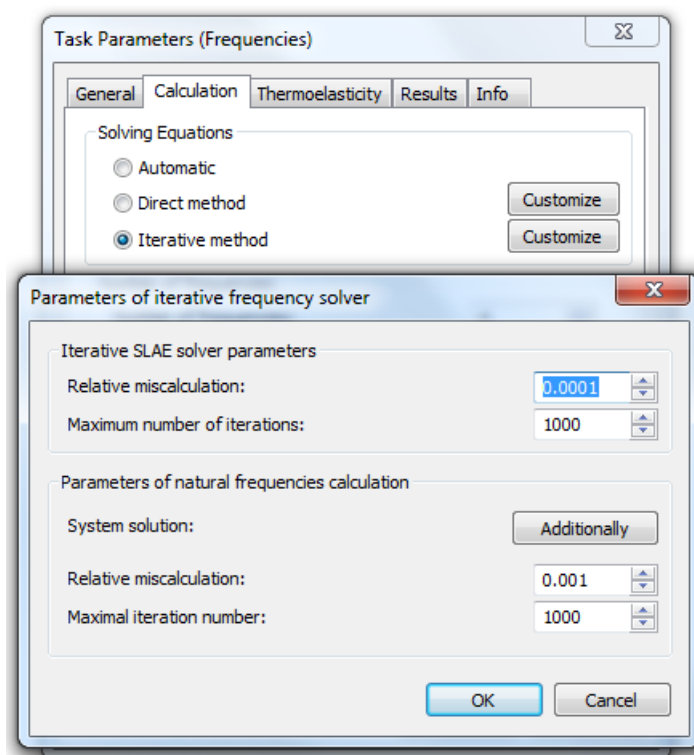 Task Parameters (Frequencies)
General Calculation Thermoelasticity Results Info
Solving Equations
Automatic
Direct method Customize
Iterative method Customize
Parameters of iterative frequency solver
Iterative SLAE solver parameters
Relative miscalculation: 0.0001
Maximum number of iterations: 1000
Parameters of natural frequencies calculation
System solution: Additionally
Relative miscalculation: 0.001
Maximal iteration number: 1000
OK Cancel